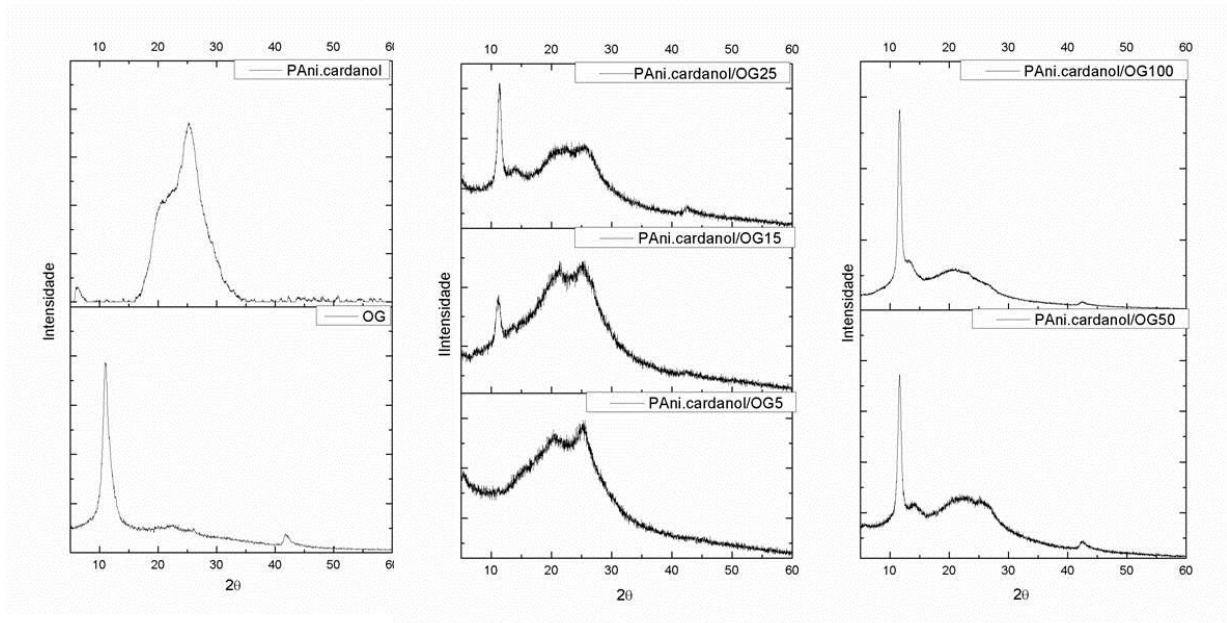 10 20 30 40 50 60
PAni.cardanol
OG
Intensidade
10 20 30 40 50 60
2θ
10 20 30 40 50 60
PAni.cardanol/OG25
PAni.cardanol/OG15
PAni.cardanol/OG5
IIntensidade
10 20 30 40 50 60
2θ
10 20 30 40 50 60
PAni.cardanol/OG100
PAni.cardanol/OG50
Intensidade
10 20 30 40 50 60
2θ